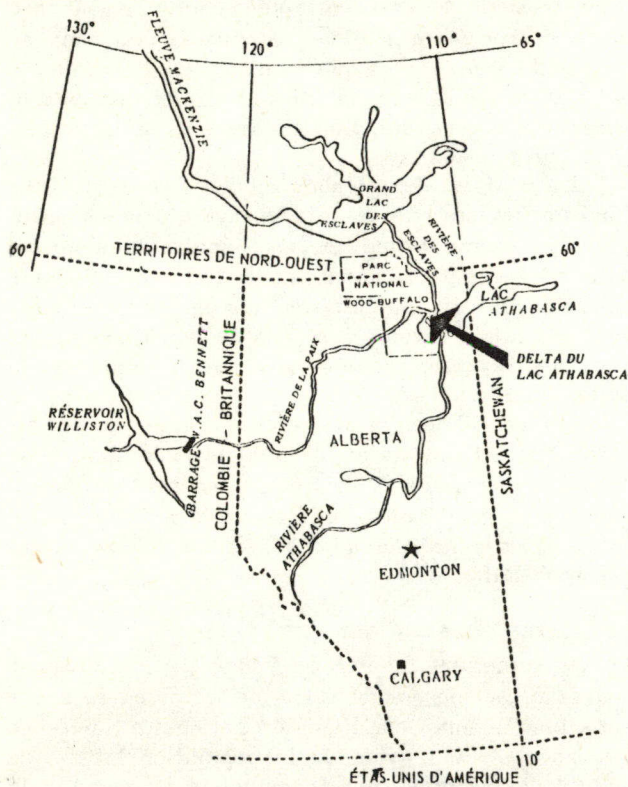 130°
120°
110°
65°
FLEUVE MACKENZIE
GRAND
LAC
DES
ESCLAVES
RIVIÈRE
DES
ESCLAVES
60°
TERRITOIRES DE NORD-OUEST
60°
PARC
NATIONAL
WOOD-BUFFALO
LAC
ATHABASCA
DELTA DU
LAC ATHABASCA
RÉSERVOIR
WILLISTON
BARRAGE W.A.C. BENNETT
COLOMBIE - BRITANNIQUE
RIVIÈRE DE LA PAIX
ALBERTA
SASKATCHEWAN
RIVIÈRE
ATHABASCA
EDMONTON
CALGARY
110°
ÉTATS-UNIS D'AMÉRIQUE